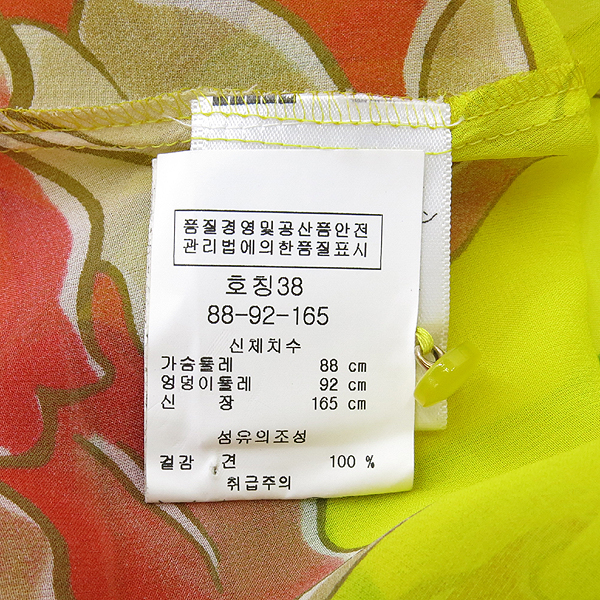 품질경영및공산품안전
관리법에의한품질표시
호칭38
88-92-165
신체치수
가슴둘레 88 cm
엉덩이둘레 92 cm
신 장 165 cm
섬유의조성
겉감 견 100 %
취급주의